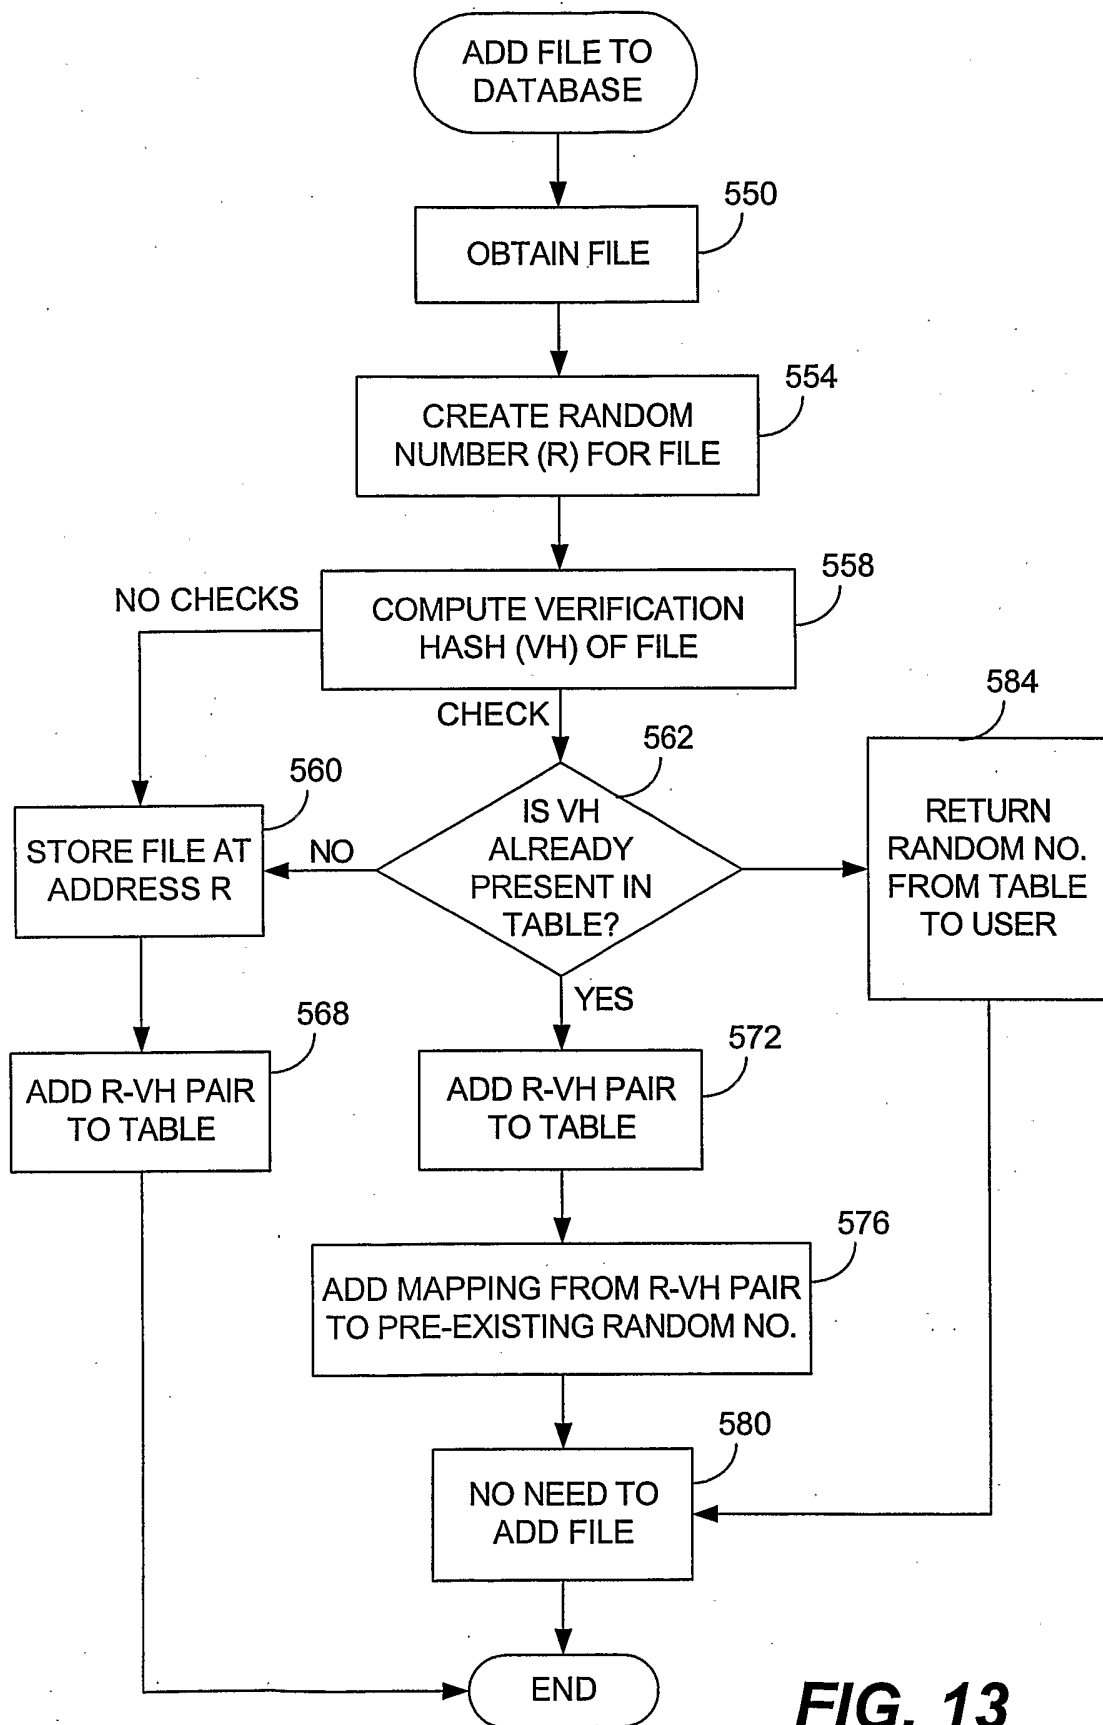 ADD FILE TO
DATABASE
550
OBTAIN FILE
554
CREATE RANDOM
NUMBER (R) FOR FILE
558
NO CHECKS
COMPUTE VERIFICATION
HASH (VH) OF FILE
CHECK
584
562
560
IS VH
ALREADY
PRESENT IN
TABLE?
STORE FILE AT
ADDRESS R
NO
RETURN
RANDOM NO.
FROM TABLE
TO USER
YES
568
572
ADD R-VH PAIR
TO TABLE
ADD R-VH PAIR
TO TABLE
576
ADD MAPPING FROM R-VH PAIR
TO PRE-EXISTING RANDOM NO.
580
NO NEED TO
ADD FILE
END
FIG. 13